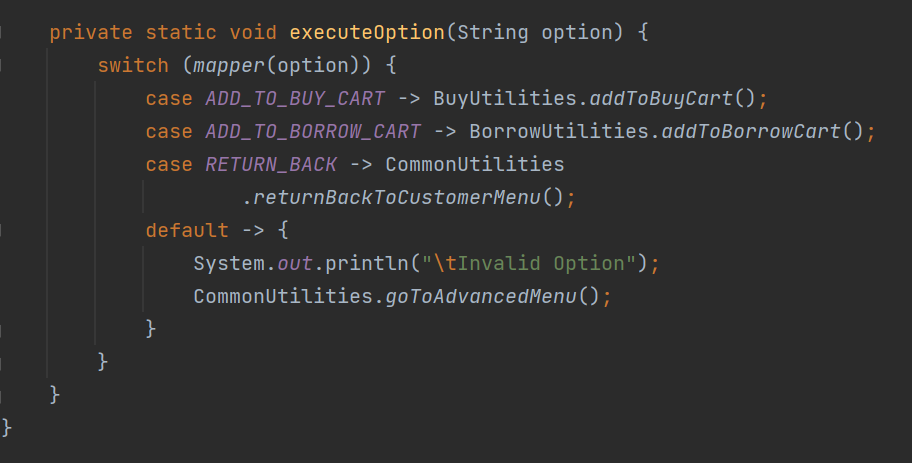 private static void executeOption(String option) {
switch (mapper(option)) {
case ADD_TO_BUY_CART -> BuyUtilities.addToBuyCart();
case ADD_TO_BORROW_CART -> BorrowUtilities.addToBorrowCart();
case RETURN_BACK -> CommonUtilities
.returnBackToCustomerMenu();
default -> {
System.out.println("\tInvalid Option");
CommonUtilities.goToAdvancedMenu();
}
}
}
}